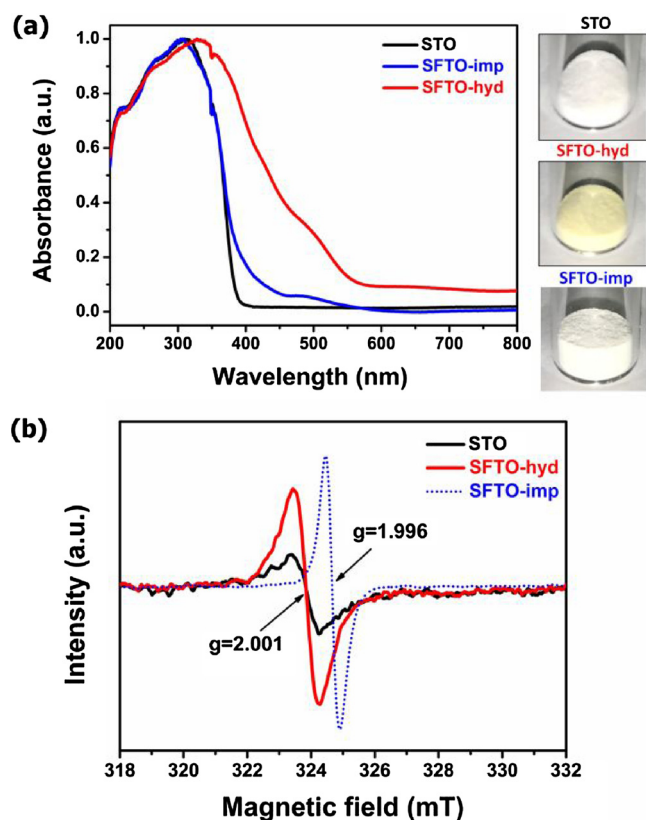 (a)
STO
SFTO-imp
SFTO-hyd
Absorbance (a.u.)
1.0
0.8
0.6
0.4
0.2
0.0
200 300 400 500 600 700 800
Wavelength (nm)
STO
SFTO-hyd
SFTO-imp
(b)
STO
SFTO-hyd
SFTO-imp
g=1.996
g=2.001
Intensity (a.u.)
318 320 322 324 326 328 330 332
Magnetic field (mT)